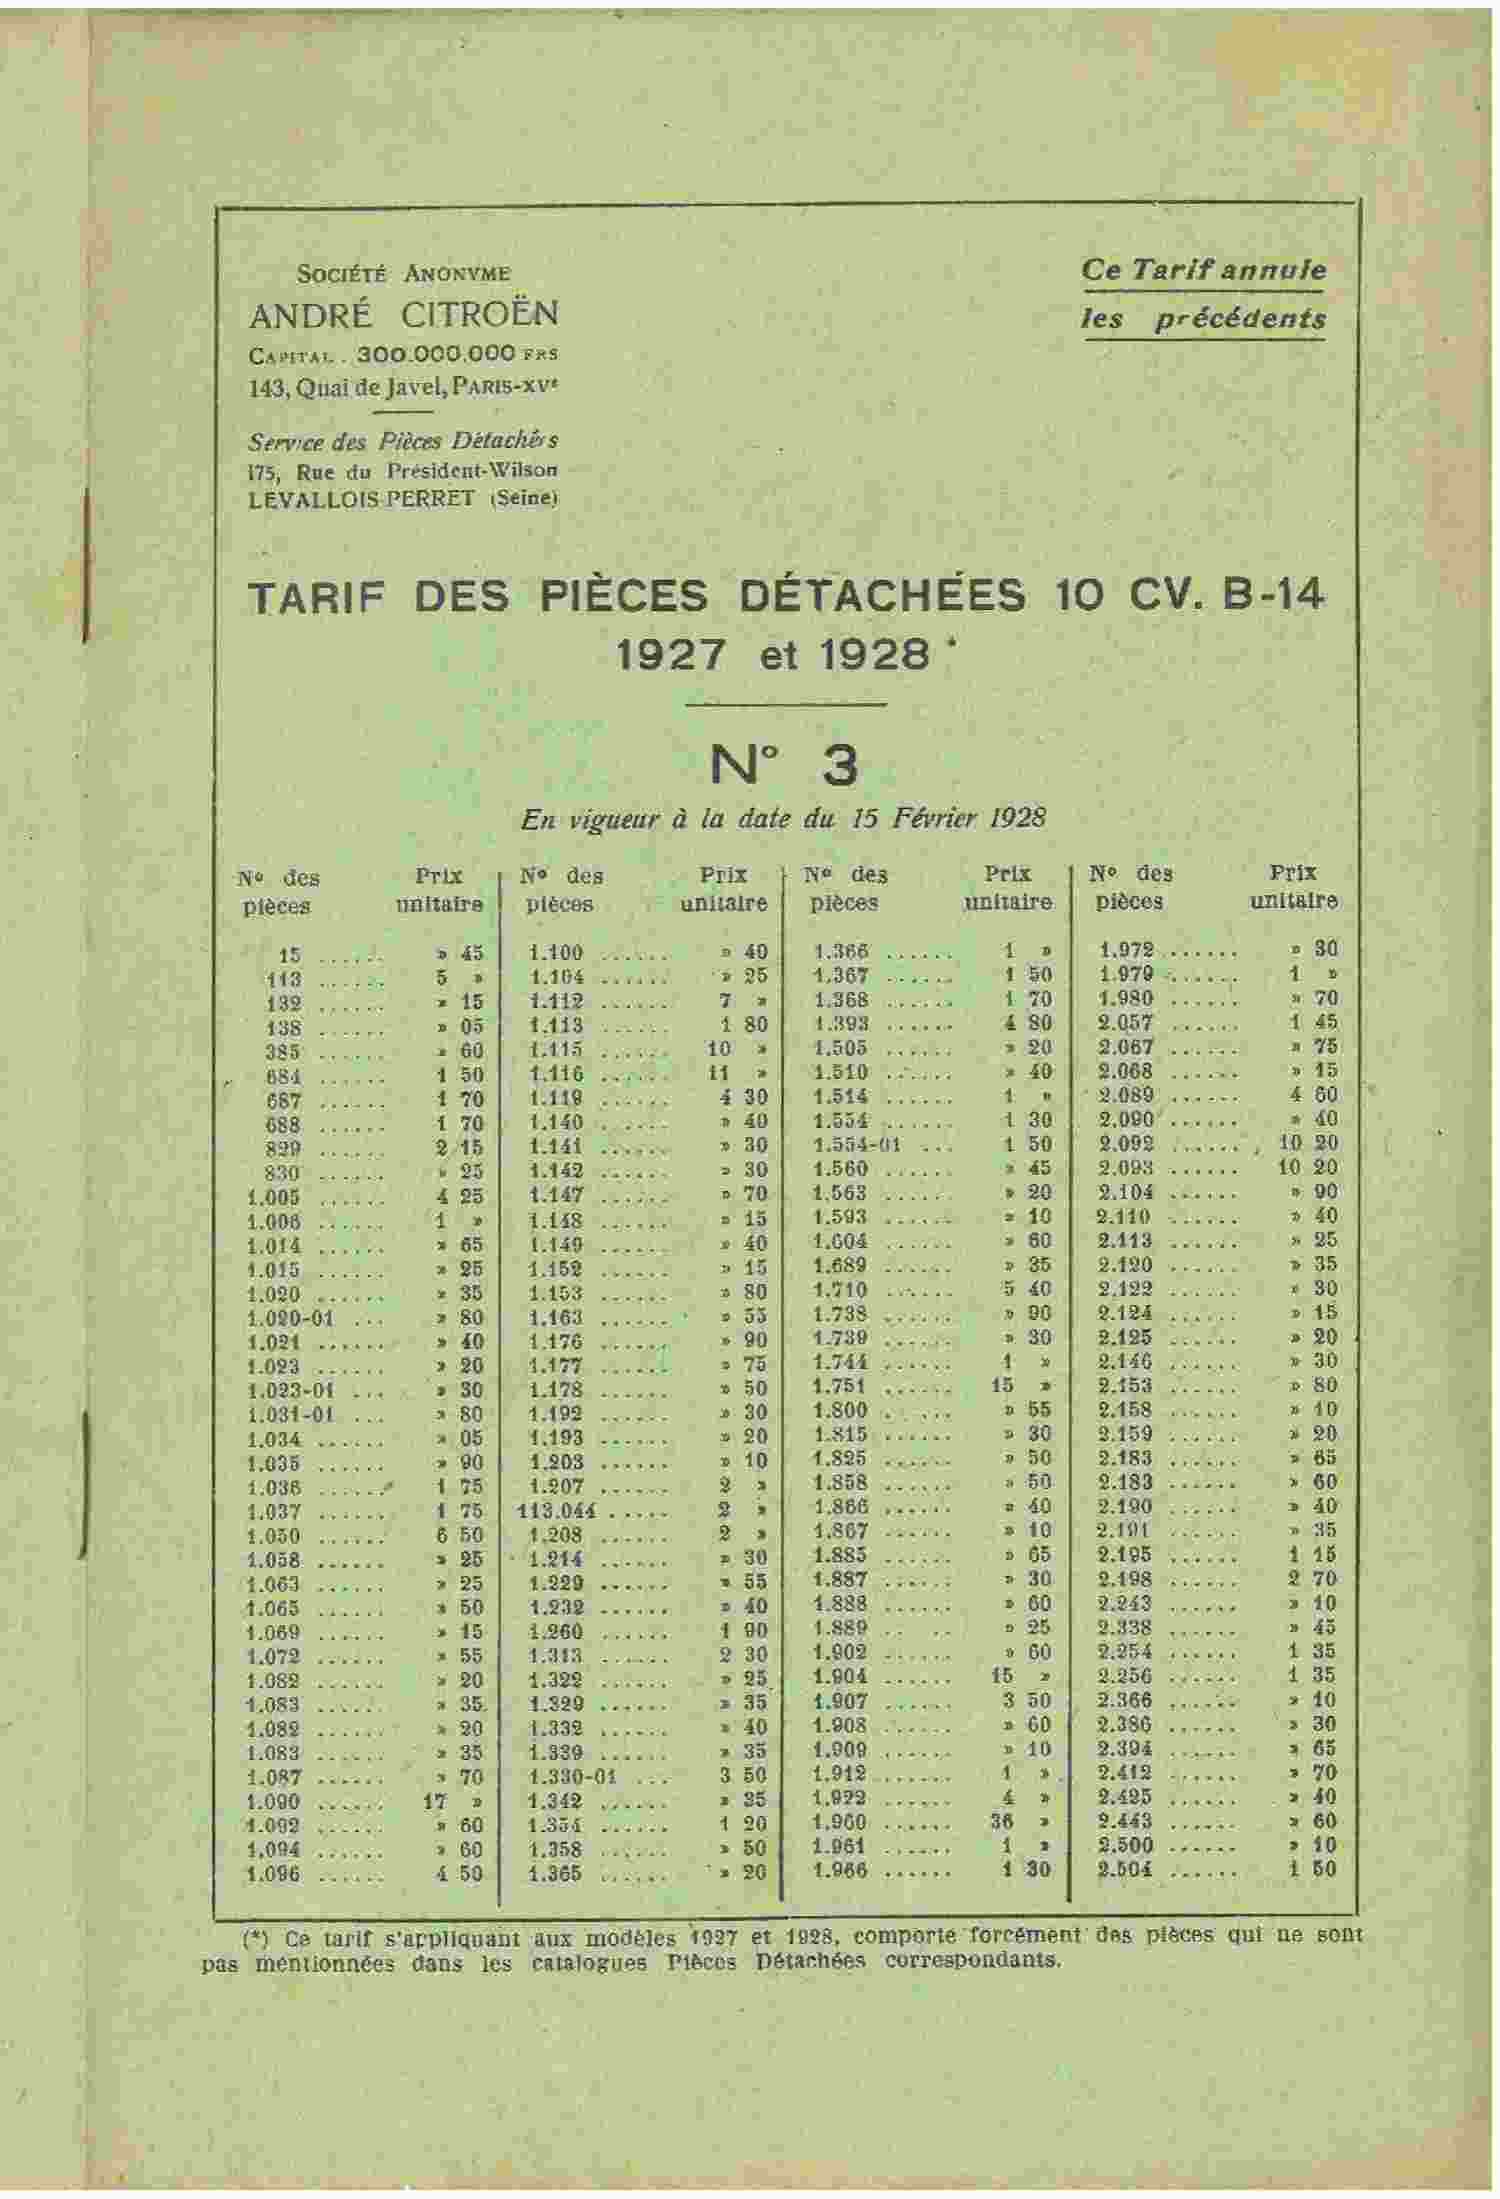 SOCIÉTÉ ANONYME
ANDRÉ CITROËN
CAPITAL . 300.000.000 FRS
143, Quai de Javel, PARIS-XVe
Service des Pièces Détachées
175, Rue du Président-Wilson
LEVALLOIS-PERRET (Seine)
Ce Tarif annule
les précédents
TARIF DES PIÈCES DÉTACHÉES 10 CV. B-14
1927 et 1928 *
N° 3
En vigueur à la date du 15 Février 1928
No des Prix
pièces unitaire
15 ...... » 45
113 ...... 5 »
132 ...... » 15
138 ...... » 05
385 ...... » 60
684 ...... 1 50
687 ...... 1 70
688 ...... 1 70
829 ...... 2 15
830 ...... » 25
1.005 ...... 4 25
1.006 ...... 1 »
1.014 ...... » 65
1.015 ...... » 25
1.020 ...... » 35
1.020-01 ... » 80
1.021 ...... » 40
1.023 ...... » 20
1.023-01 ... » 30
1.031-01 ... » 80
1.034 ...... » 05
1.035 ...... » 90
1.036 ...... 1 75
1.037 ...... 1 75
1.050 ...... 6 50
1.058 ...... » 25
1.063 ...... » 25
1.065 ...... » 50
1.069 ...... » 15
1.072 ...... » 55
1.082 ...... » 20
1.083 ...... » 35
1.082 ...... » 20
1.083 ...... » 35
1.087 ...... » 70
1.090 ...... 17 »
1.092 ...... » 60
1.094 ...... » 60
1.096 ...... 4 50
No des Prix
pièces unitaire
1.100 ...... » 40
1.104 ...... » 25
1.112 ...... 7 »
1.113 ...... 1 80
1.115 ...... 10 »
1.116 ...... 11 »
1.119 ...... 4 30
1.140 ...... » 40
1.141 ...... » 30
1.142 ...... » 30
1.147 ...... » 70
1.148 ...... » 15
1.149 ...... » 40
1.152 ...... » 15
1.153 ...... » 80
1.163 ...... » 55
1.176 ...... » 90
1.177 ...... » 75
1.178 ...... » 50
1.192 ...... » 30
1.193 ...... » 20
1.203 ...... » 10
1.207 ...... 2 »
113.044 ..... 2 »
1.208 ...... 2 »
1.214 ...... » 30
1.229 ...... » 55
1.232 ...... » 40
1.260 ...... 1 90
1.313 ...... 2 30
1.322 ...... » 25
1.329 ...... » 35
1.332 ...... » 40
1.339 ...... » 35
1.330-01 ... 3 50
1.342 ...... » 35
1.354 ...... 1 20
1.358 ...... » 50
1.365 ...... » 20
No des Prix
pièces unitaire
1.366 ...... 1 »
1.367 ...... 1 50
1.368 ...... 1 70
1.393 ...... 4 80
1.505 ...... » 20
1.510 ...... » 40
1.514 ...... 1 »
1.554 ...... 1 30
1.554-01 ... 1 50
1.560 ...... » 45
1.563 ...... » 20
1.593 ...... » 10
1.604 ...... » 60
1.689 ...... » 35
1.710 ...... 5 40
1.738 ...... » 90
1.739 ...... » 30
1.744 ...... 1 »
1.751 ...... 15 »
1.800 ...... » 55
1.815 ...... » 30
1.825 ...... » 50
1.858 ...... » 50
1.866 ...... » 40
1.867 ...... » 10
1.885 ...... » 65
1.887 ...... » 30
1.888 ...... » 60
1.889 ...... » 25
1.902 ...... » 60
1.904 ...... 15 »
1.907 ...... 3 50
1.908 ...... » 60
1.909 ...... » 10
1.912 ...... 1 »
1.922 ...... 4 »
1.960 ...... 36 »
1.961 ...... 1 »
1.966 ...... 1 30
No des Prix
pièces unitaire
1.972 ...... » 30
1.979 ...... 1 »
1.980 ...... » 70
2.057 ...... 1 45
2.067 ...... » 75
2.068 ...... » 15
2.089 ...... 4 60
2.090 ...... » 40
2.092 ...... 10 20
2.093 ...... 10 20
2.104 ...... » 90
2.110 ...... » 40
2.113 ...... » 25
2.120 ...... » 35
2.122 ...... » 30
2.124 ...... » 15
2.125 ...... » 20
2.146 ...... » 30
2.153 ...... » 80
2.158 ...... » 10
2.159 ...... » 20
2.183 ...... » 65
2.183 ...... » 60
2.190 ...... » 40
2.191 ...... » 35
2.195 ...... 1 15
2.198 ...... 2 70
2.243 ...... » 10
2.338 ...... » 45
2.254 ...... 1 35
2.256 ...... 1 35
2.366 ...... » 10
2.386 ...... » 30
2.394 ...... » 65
2.412 ...... » 70
2.425 ...... » 40
2.443 ...... » 60
2.500 ...... » 10
2.504 ...... 1 50
(*) Ce tarif s'appliquant aux modèles 1927 et 1928, comporte forcément des pièces qui ne sont
pas mentionnées dans les catalogues Pièces Détachées correspondants.